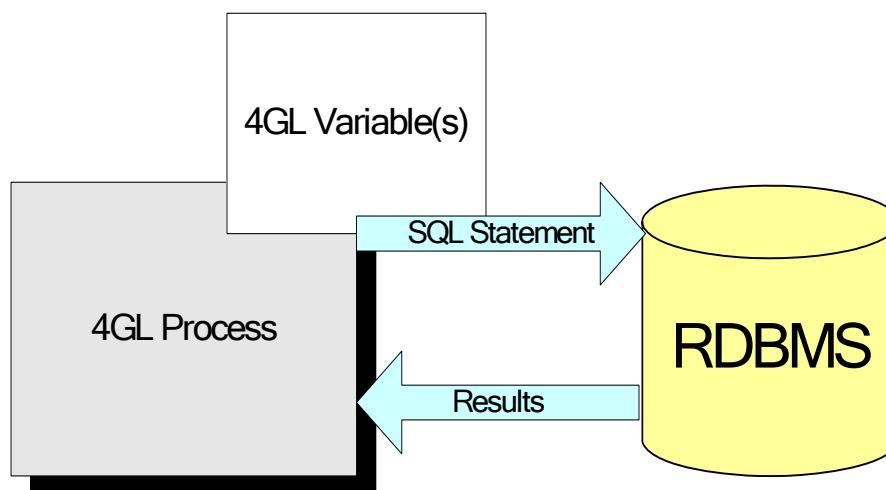 4GL Variable(s)
SQL Statement
4GL Process
RDBMS
Results